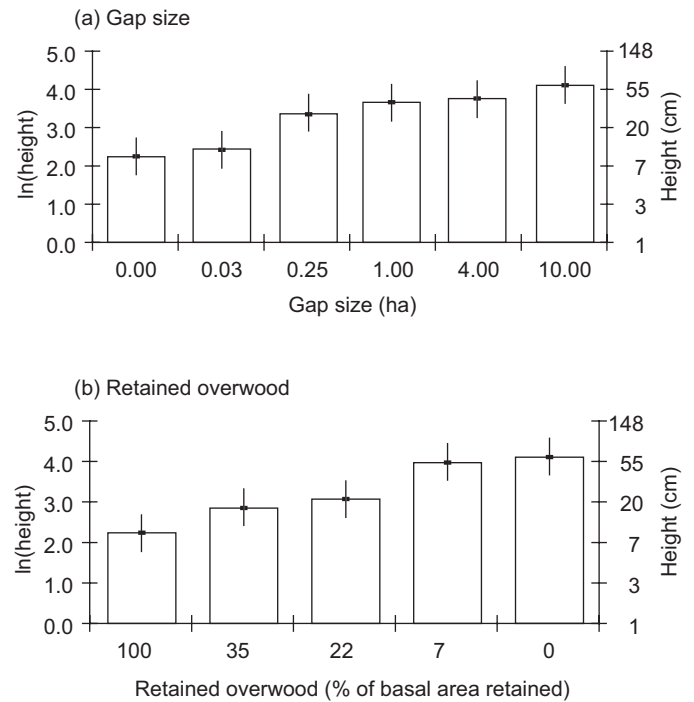 (a) Gap size
5.0 148
4.0 55
3.0 20
2.0 7
1.0 3
0.0 1
ln(height)
Height (cm)
0.00 0.03 0.25 1.00 4.00 10.00
Gap size (ha)
(b) Retained overwood
5.0 148
4.0 55
3.0 20
2.0 7
1.0 3
0.0 1
ln(height)
Height (cm)
100 35 22 7 0
Retained overwood (% of basal area retained)